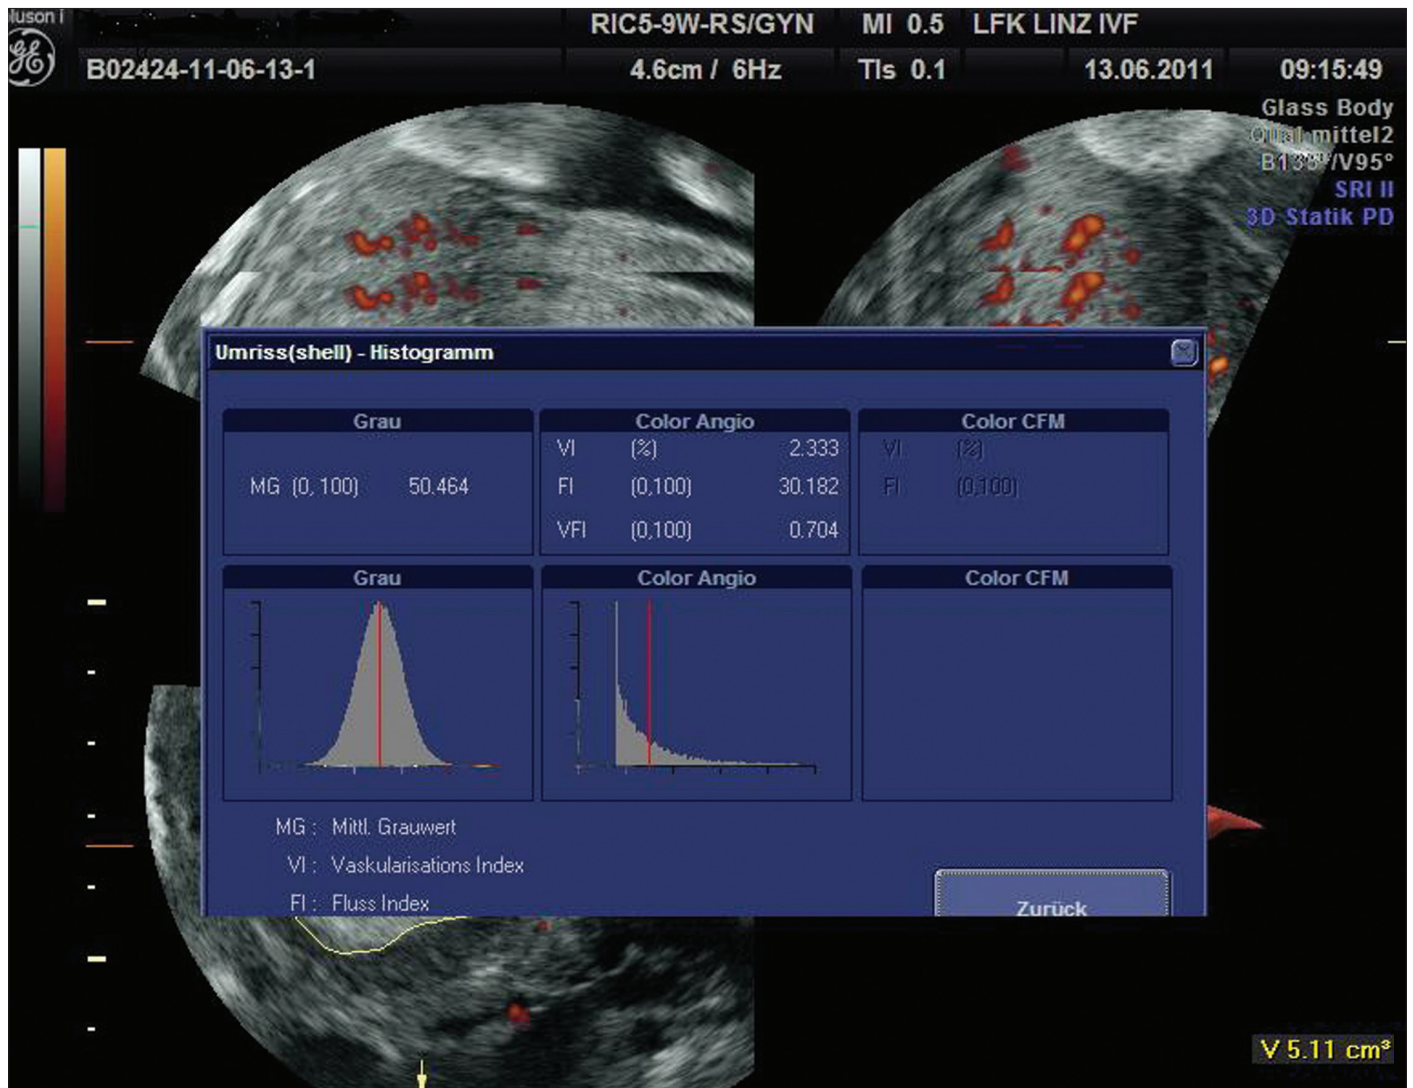 luson i
GE
RIC5-9W-RS/GYN MI 0.5 LFK LINZ IVF
B02424-11-06-13-1 4.6cm / 6Hz TIs 0.1 13.06.2011 09:15:49
Glass Body
mittel2
/V95°
SRI II
3D Statik PD
Umriss(shell) - Histogramm
Grau Color Angio Color CFM
VI (%) 2.333 VI (%)
MG (0, 100) 50.464 FI (0,100) 30.182 FI (0,100)
VFI (0,100) 0.704
Grau Color Angio Color CFM
MG : Mittl. Grauwert
VI : Vaskularisations Index
FI : Fluss Index
Zurück
V 5.11 cm³